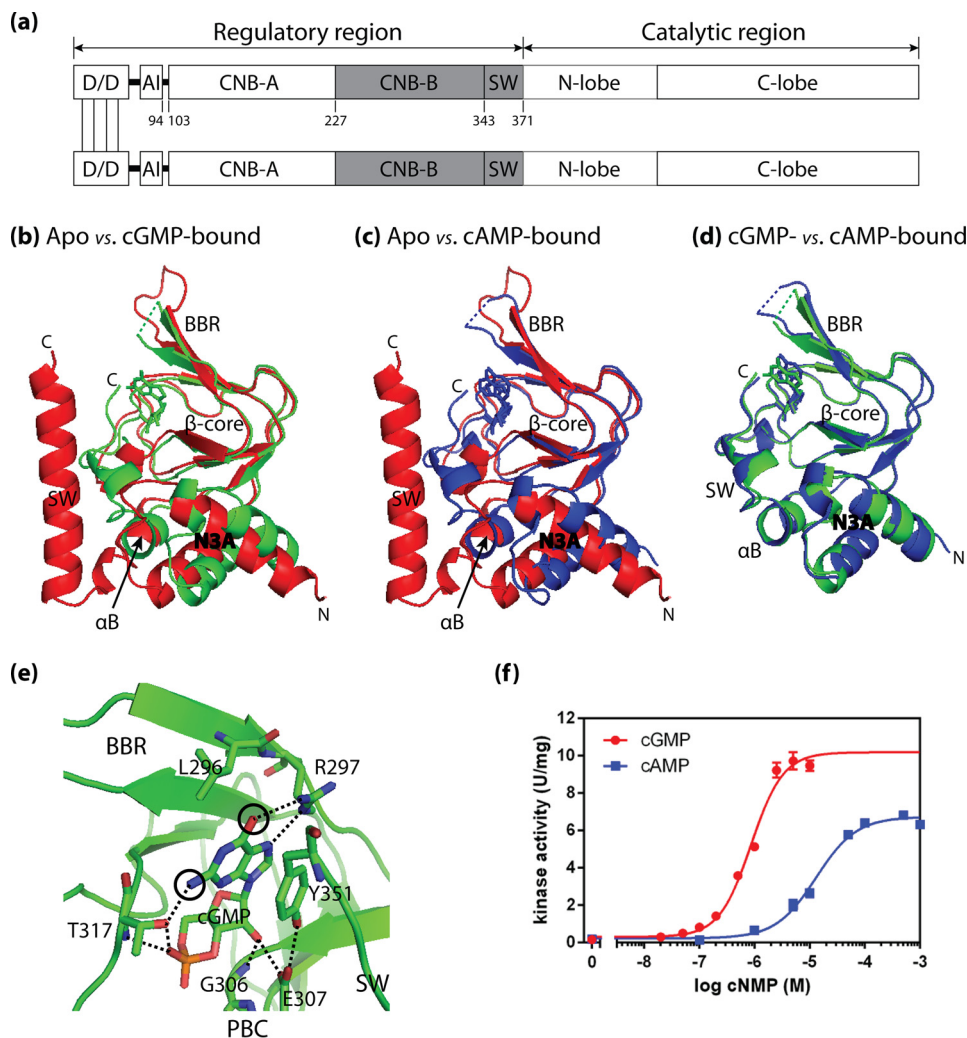 (a)
Regulatory region Catalytic region
D/D AI CNB-A CNB-B SW N-lobe C-lobe
94 103 227 343 371
D/D AI CNB-A CNB-B SW N-lobe C-lobe
(b) Apo vs. cGMP-bound
C
BBR
C
β-core
SW
N3A
αB
N
(c) Apo vs. cAMP-bound
C
BBR
C
β-core
SW
N3A
αB
N
(d) cGMP- vs. cAMP-bound
BBR
C
β-core
SW
N3A
αB
N
(e)
BBR
L296
R297
Y351
cGMP
T317
G306
E307
SW
PBC
(f)
12
10
8
6
4
2
0
kinase activity (U/mg)
cGMP
cAMP
0 -8 -7 -6 -5 -4 -3
log cNMP (M)